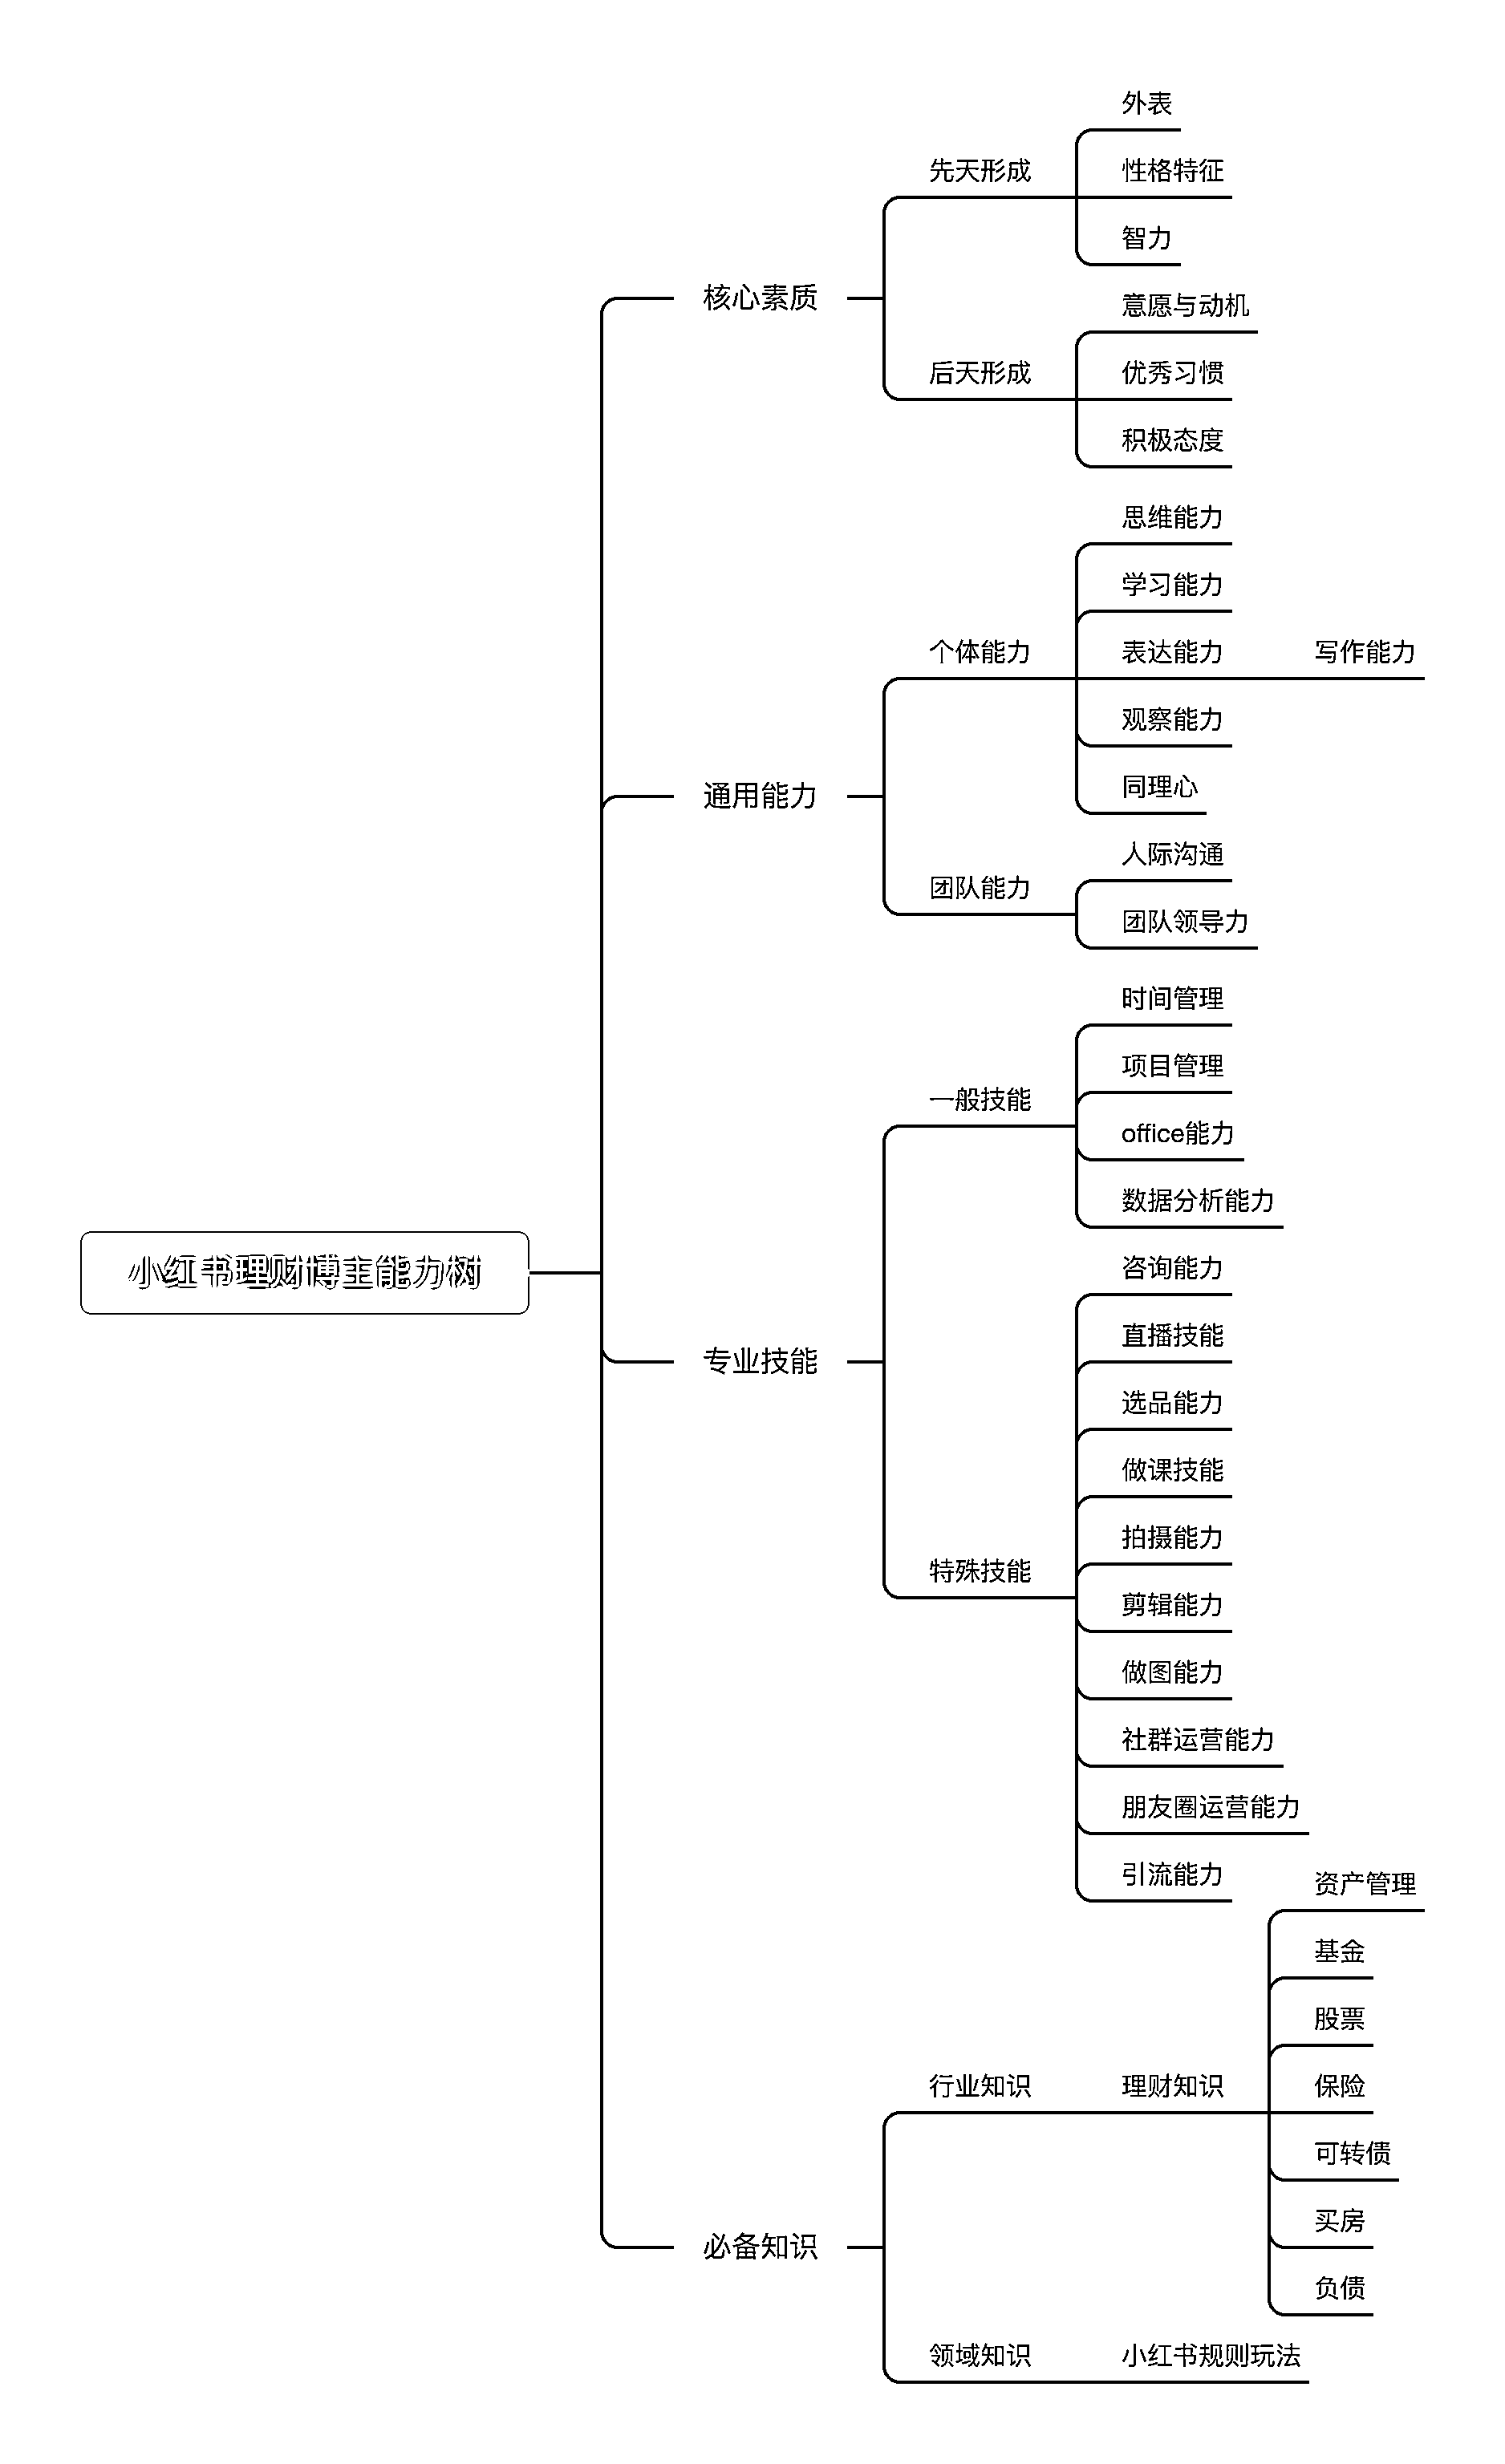 小红书理财博主能力树
核心素质
先天形成
外表
性格特征
智力
后天形成
意愿与动机
优秀习惯
积极态度
通用能力
个体能力
思维能力
学习能力
表达能力
写作能力
观察能力
同理心
团队能力
人际沟通
团队领导力
专业技能
一般技能
时间管理
项目管理
office能力
数据分析能力
特殊技能
咨询能力
直播技能
选品能力
做课技能
拍摄能力
剪辑能力
做图能力
社群运营能力
朋友圈运营能力
引流能力
必备知识
行业知识
理财知识
资产管理
基金
股票
保险
可转债
买房
负债
领域知识
小红书规则玩法